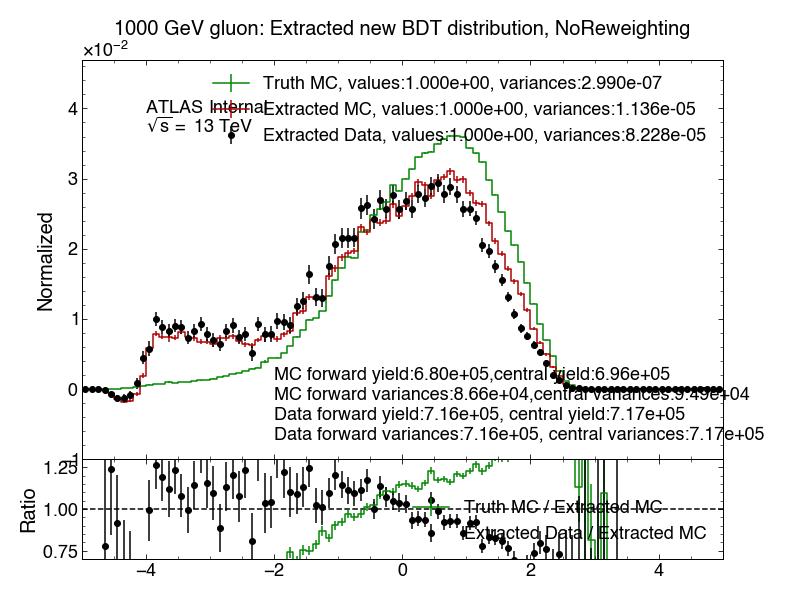 1000 GeV gluon: Extracted new BDT distribution, NoReweighting
×10−2
Truth MC, values:1.000e+00, variances:2.990e-07
ATLAS Internal
Extracted MC, values:1.000e+00, variances:1.136e-05
√s = 13 TeV
Extracted Data, values:1.000e+00, variances:8.228e-05
4
3
2
1
0
Normalized
MC forward yield:6.80e+05,central yield:6.96e+05
MC forward variances:8.66e+04,central variances:9.49e+04
Data forward yield:7.16e+05, central yield:7.17e+05
Data forward variances:7.16e+05, central variances:7.17e+05
1.25
1.00
0.75
Ratio
Truth MC / Extracted MC
Extracted Data / Extracted MC
−4 −2 0 2 4